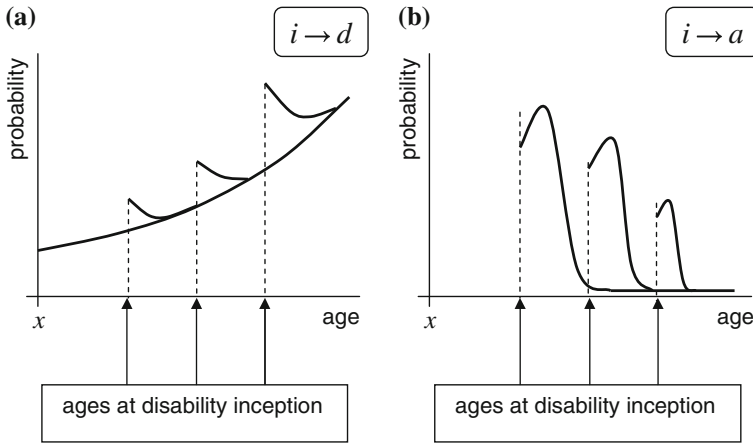 (a)
i → d
probability
x
age
ages at disability inception
(b)
i → a
probability
x
age
ages at disability inception